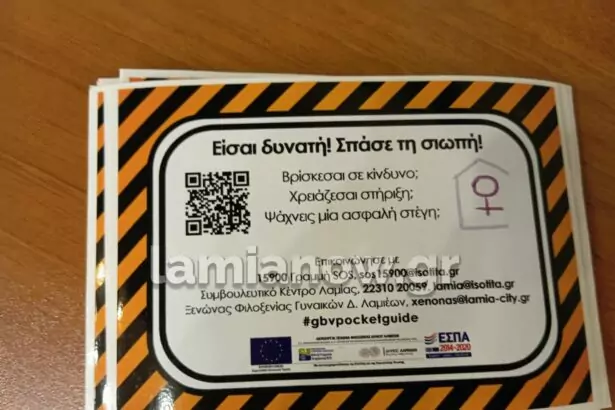 Είσαι δυνατή! Σπάσε τη σιωπή!
Βρίσκεσαι σε κίνδυνο;
Χρειάζεσαι στήριξη;
Ψάχνεις μία ασφαλή στέγη;
Επικοινώνησε με
lamianow.gr
15900 Γραμμή SOS, sos15900@isotita.gr
Συμβουλευτικό Κέντρο Λαμίας, 22310 20059, lamia@isotita.gr
Ξενώνας Φιλοξενίας Γυναικών Δ. Λαμιέων, xenonas@lamia-city.gr
#gbvpocketguide
ΕΣΠΑ
2014-2020